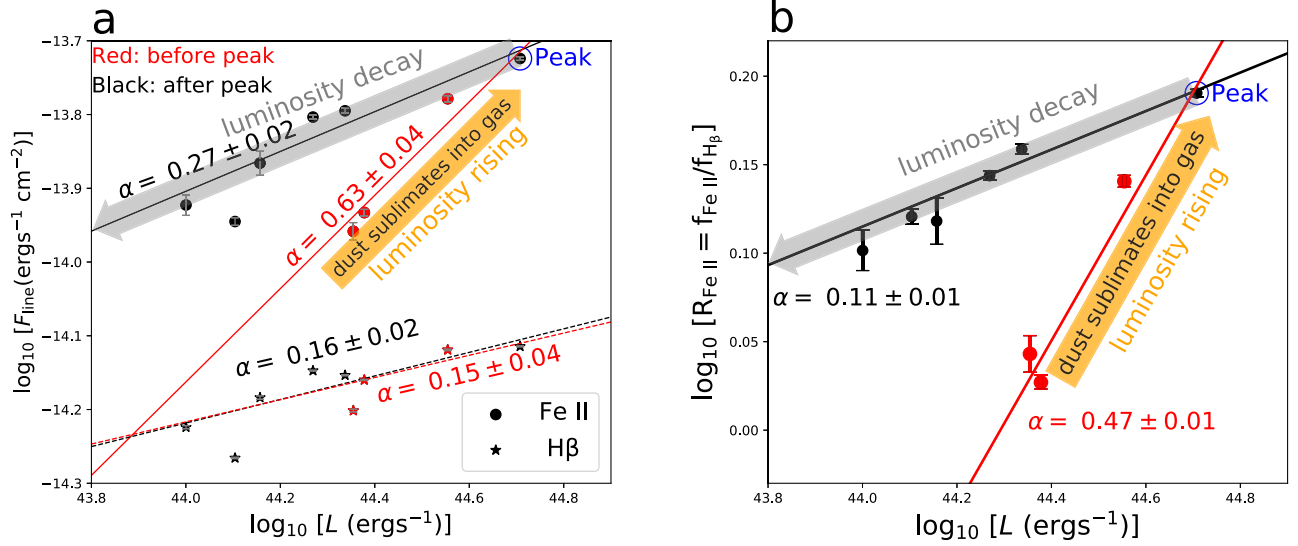 a
Red: before peak
Black: after peak
Peak
luminosity decay
α = 0.27 ± 0.02
α = 0.63 ± 0.04
dust sublimates into gas
luminosity rising
α = 0.16 ± 0.02
α = 0.15 ± 0.04
Fe II
Hβ
−13.7
−13.8
−13.9
−14.0
−14.1
−14.2
−14.3
log₁₀ [F_line(ergs⁻¹ cm⁻²)]
43.8 44.0 44.2 44.4 44.6 44.8
log₁₀ [L (ergs⁻¹)]
b
Peak
luminosity decay
α = 0.11 ± 0.01
dust sublimates into gas
luminosity rising
α = 0.47 ± 0.01
0.20
0.15
0.10
0.05
0.00
log₁₀ [R_Fe II = f_Fe II/f_Hβ]
43.8 44.0 44.2 44.4 44.6 44.8
log₁₀ [L (ergs⁻¹)]